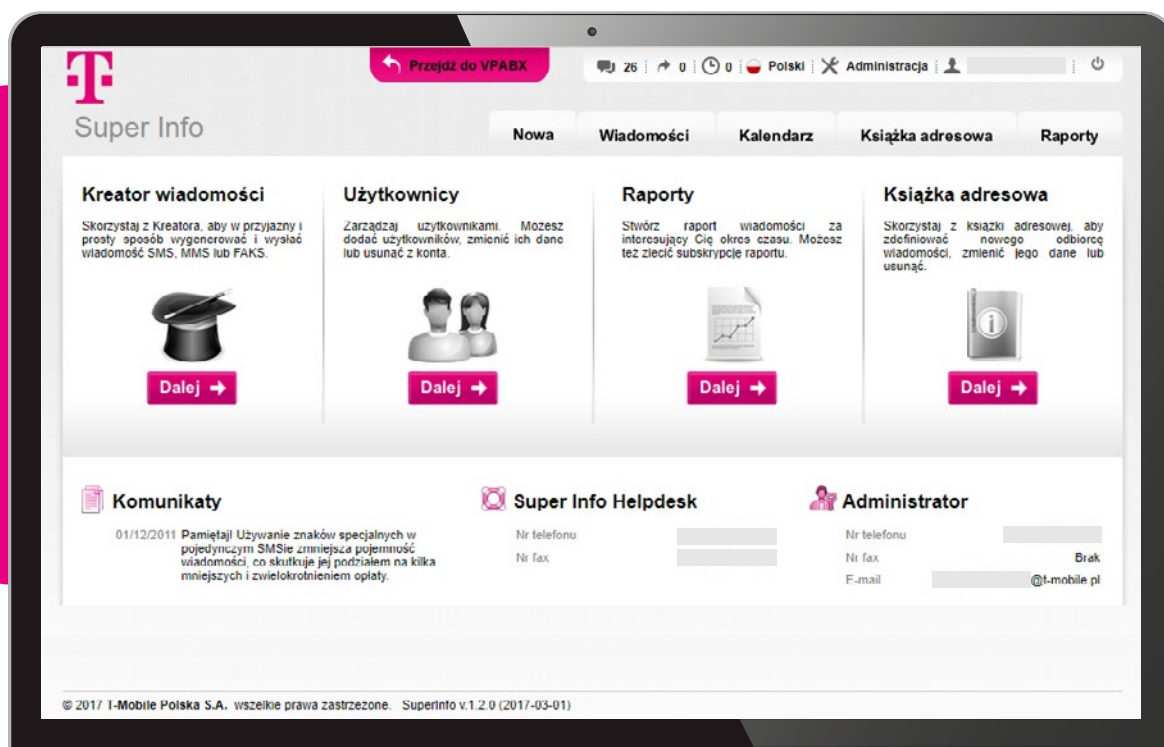 T
Przejdź do VPABX
26 0 0 Polski Administracja
Super Info
Nowa Wiadomości Kalendarz Książka adresowa Raporty
Kreator wiadomości
Skorzystaj z Kreatora, aby w przyjazny i
prosty sposób wygenerować i wysłać
wiadomość SMS, MMS lub FAKS.
Dalej
Użytkownicy
Zarządzaj użytkownikami. Możesz
dodać użytkowników, zmienić ich dane
lub usunąć z konta.
Dalej
Raporty
Stwórz raport wiadomości za
interesujący Cię okres czasu. Możesz
też zlecić subskrypcję raportu.
Dalej
Książka adresowa
Skorzystaj z książki adresowej, aby
zdefiniować nowego odbiorcę
wiadomości, zmienić jego dane lub
usunąć.
Dalej
Komunikaty
01/12/2011 Pamiętaj! Używanie znaków specjalnych w
pojedynczym SMSie zmniejsza pojemność
wiadomości, co skutkuje jej podziałem na kilka
mniejszych i zwielokrotnieniem opłaty.
Super Info Helpdesk
Nr telefonu
Nr fax
Administrator
Nr telefonu
Nr fax Brak
E-mail @t-mobile.pl
© 2017 T-Mobile Polska S.A. wszelkie prawa zastrzeżone. SuperInfo v.1.2.0 (2017-03-01)